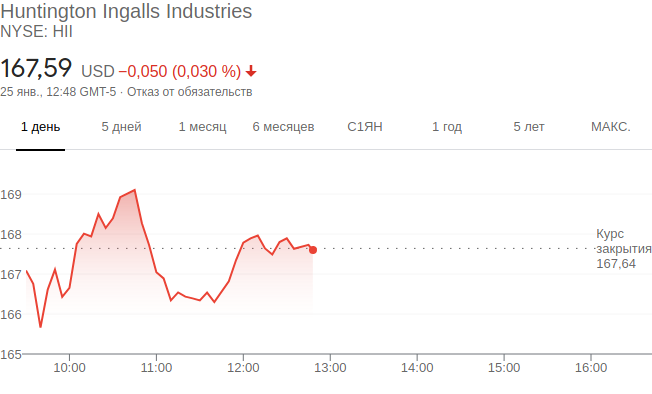 Huntington Ingalls Industries
NYSE: HII
167,59 USD −0,050 (0,030 %)
25 янв., 12:48 GMT-5 · Отказ от обязательств
1 день 5 дней 1 месяц 6 месяцев С1ЯН 1 год 5 лет МАКС.
169
168
167
166
165
Курс
закрытия
167,64
10:00 11:00 12:00 13:00 14:00 15:00 16:00